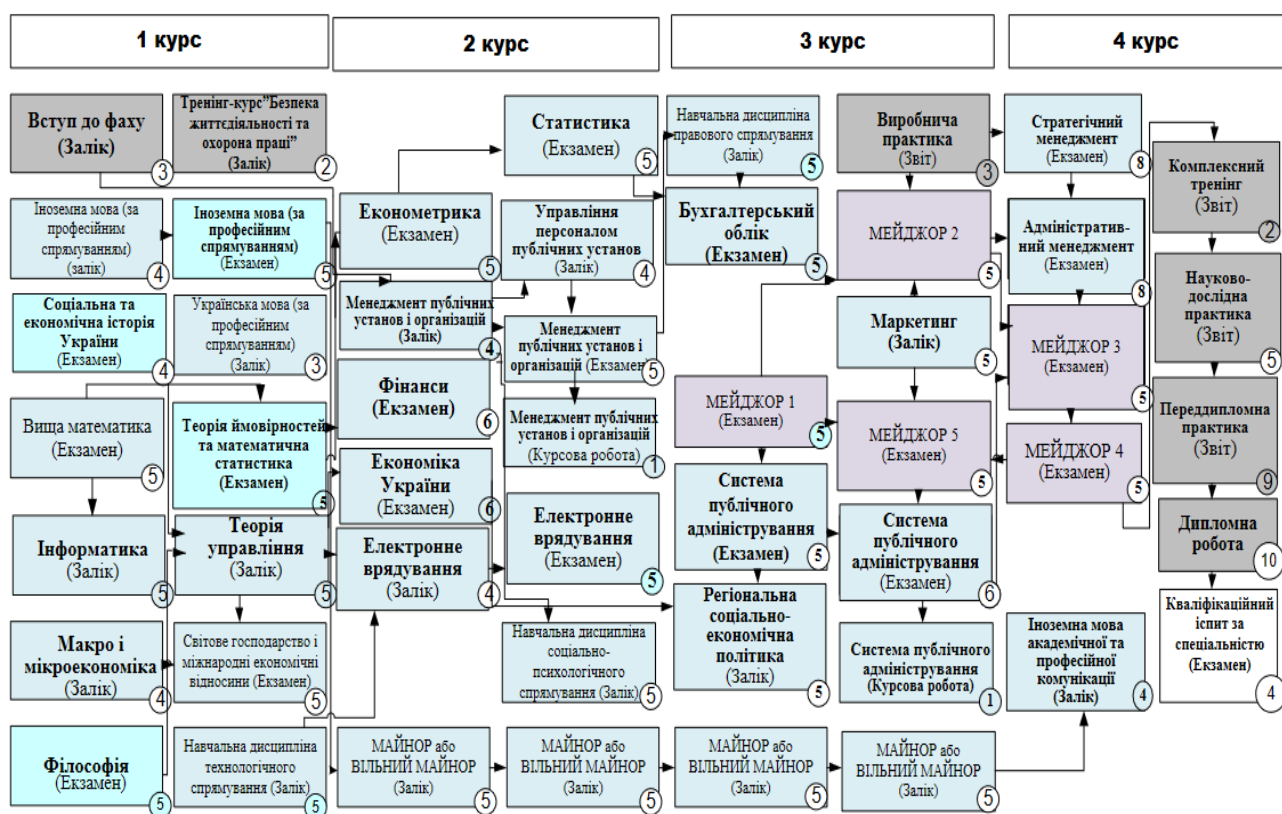 1 курс
2 курс
3 курс
4 курс
Вступ до фаху
(Залік)
3
Тренінг-курс"Безпека
життєдіяльності та
охорона праці"
(Залік)
2
Іноземна мова (за
професійним
спрямуванням)
(залік)
4
Іноземна мова (за
професійним
спрямуванням)
(Екзамен)
5
Соціальна та
економічна історія
України
(Екзамен)
4
Українська мова (за
професійним
спрямуванням)
(Залік)
3
Вища математика
(Екзамен)
5
Теорія ймовірностей
та математична
статистика
(Екзамен)
5
Інформатика
(Залік)
5
Теорія
управління
(Залік)
5
Макро і
мікроекономіка
(Залік)
4
Світове господарство і
міжнародні економічні
відносини (Екзамен)
5
Філософія
(Екзамен)
5
Навчальна дисципліна
технологічного
спрямування (Залік)
5
Економетрика
(Екзамен)
5
Менеджмент публічних
установ і організацій
(Залік)
4
Фінанси
(Екзамен)
6
Економіка
України
(Екзамен)
6
Електронне
врядування
(Залік)
4
МАЙНОР або
ВІЛЬНИЙ МАЙНОР
(Залік)
5
Статистика
(Екзамен)
5
Управління
персоналом
публічних установ
(Залік)
4
Менеджмент
публічних установ і
організацій (Екзамен)
5
Менеджмент публічних
установ і організацій
(Курсова робота)
1
Електронне
врядування
(Екзамен)
5
Навчальна дисципліна
соціально-
психологічного
спрямування (Залік)
5
МАЙНОР або
ВІЛЬНИЙ МАЙНОР
(Залік)
5
Навчальна дисципліна
правового спрямування
(Залік)
5
Бухгалтерський
облік
(Екзамен)
5
МЕЙДЖОР 1
(Екзамен)
5
Система
публічного
адміністрування
(Екзамен)
5
Регіональна
соціально-
економічна
політика
(Залік)
5
МАЙНОР або
ВІЛЬНИЙ МАЙНОР
(Залік)
5
Виробнича
практика
(Звіт)
3
МЕЙДЖОР 2
5
Маркетинг
(Залік)
5
МЕЙДЖОР 5
(Екзамен)
5
Система
публічного
адміністрування
(Екзамен)
6
Система публічного
адміністрування
(Курсова робота)
1
МАЙНОР або
ВІЛЬНИЙ МАЙНОР
(Залік)
5
Стратегічний
менеджмент
(Екзамен)
8
Адміністратив-
ний менеджмент
(Екзамен)
8
МЕЙДЖОР 3
(Екзамен)
5
МЕЙДЖОР 4
(Екзамен)
5
Іноземна мова
академічної та
професійної
комунікації
(Залік)
4
Комплексний
тренінг
(Звіт)
2
Науково-
дослідна
практика
(Звіт)
5
Переддипломна
практика
(Звіт)
9
Дипломна
робота
10
Кваліфікаційний
іспит за
спеціальністю
(Екзамен)
4